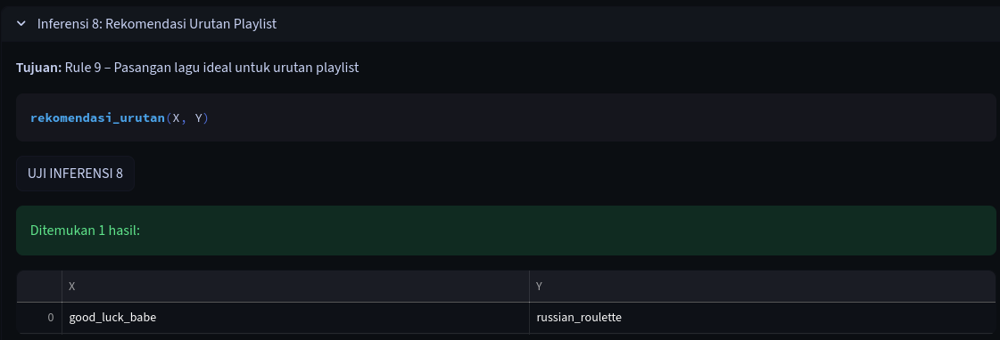 Inferensi 8: Rekomendasi Urutan Playlist
Tujuan: Rule 9 – Pasangan lagu ideal untuk urutan playlist
rekomendasi_urutan(X, Y)
UJI INFERENSI 8
Ditemukan 1 hasil:
X Y
0 good_luck_babe russian_roulette